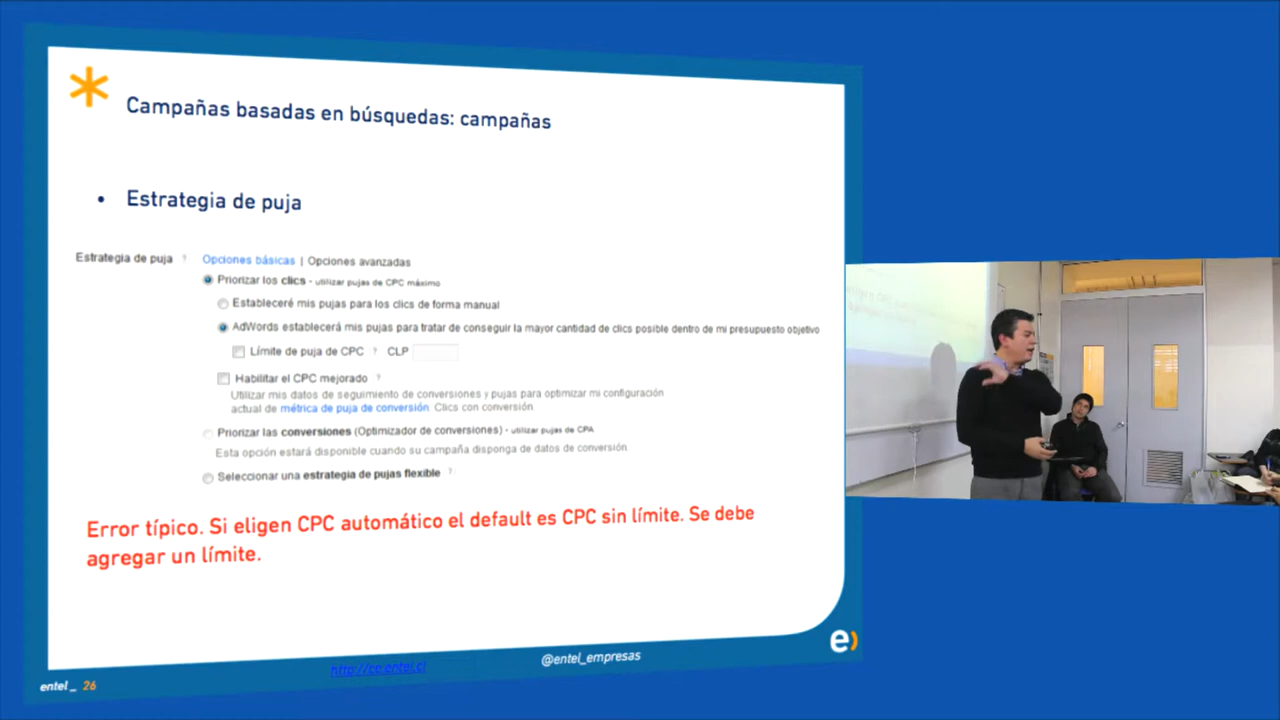 Campañas basadas en búsquedas: campañas
• Estrategia de puja
Estrategia de puja ? Opciones básicas | Opciones avanzadas
Priorizar los clics - utilizar pujas de CPC máximo
Estableceré mis pujas para los clics de forma manual
AdWords establecerá mis pujas para tratar de conseguir la mayor cantidad de clics posible dentro de mi presupuesto objetivo
Límite de puja de CPC ? CLP
Habilitar el CPC mejorado ?
Utilizar mis datos de seguimiento de conversiones y pujas para optimizar mi configuración
actual de métrica de puja de conversión: Clics con conversión
Priorizar las conversiones (Optimizador de conversiones) - utilizar pujas de CPA
Esta opción estará disponible cuando su campaña disponga de datos de conversión.
Seleccionar una estrategia de pujas flexible ?
Error típico. Si eligen CPC automático el default es CPC sin límite. Se debe
agregar un límite.
e)
http://ce.entel.cl
@entel_empresas
entel_ 26